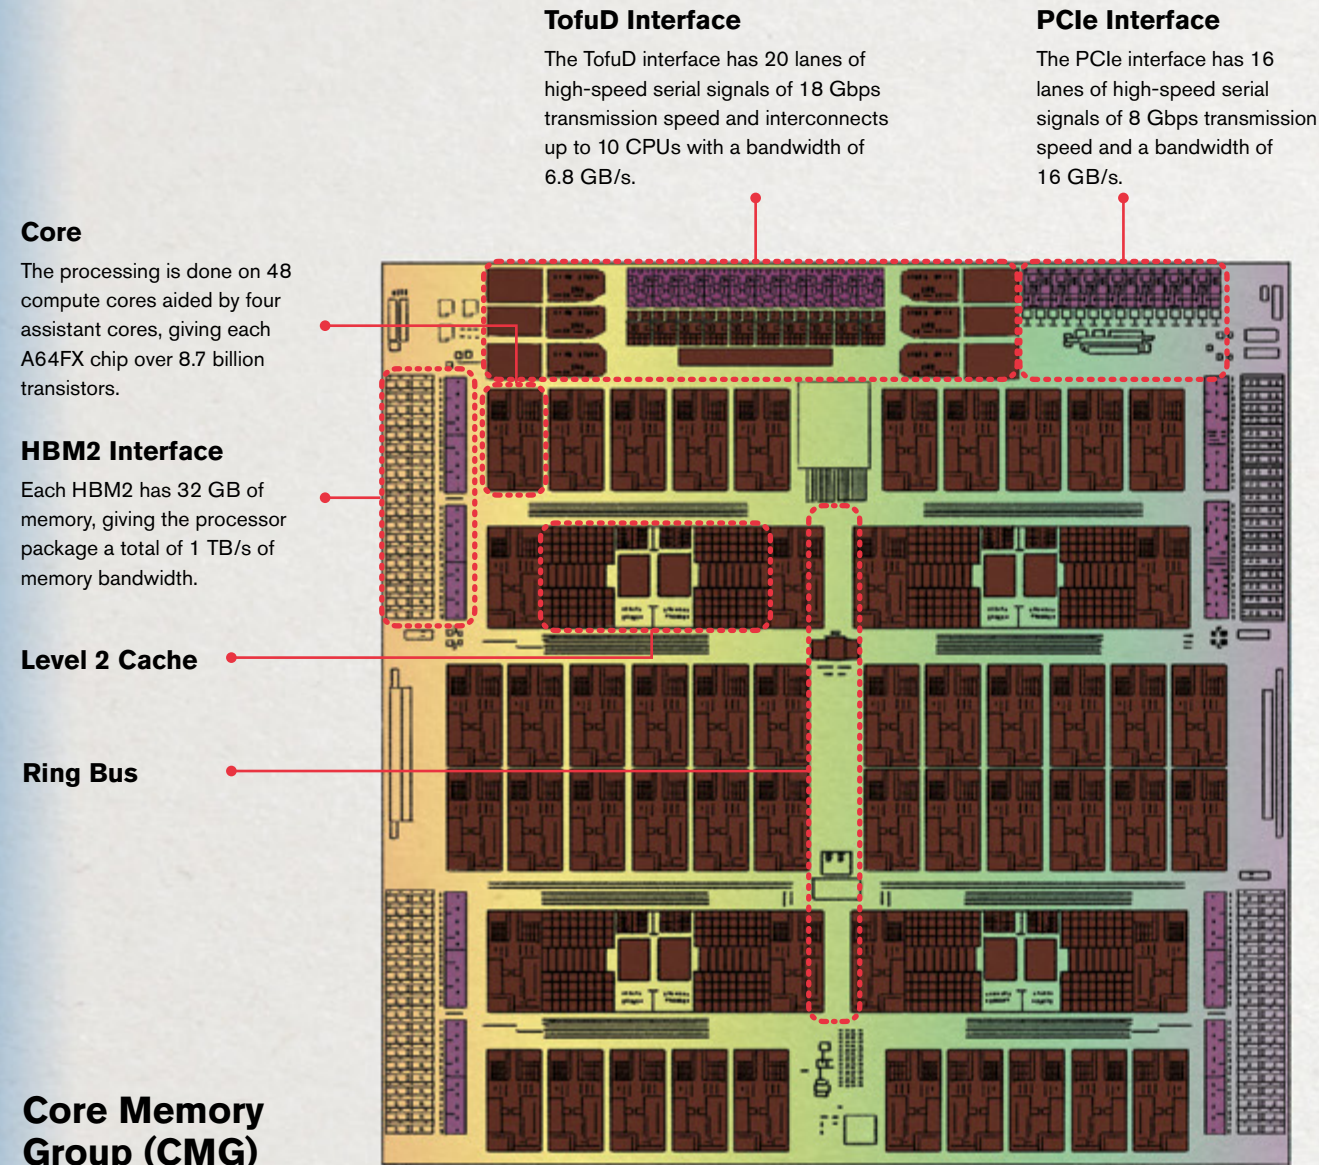 TofuD Interface
The TofuD interface has 20 lanes of
high-speed serial signals of 18 Gbps
transmission speed and interconnects
up to 10 CPUs with a bandwidth of
6.8 GB/s.
PCIe Interface
The PCIe interface has 16
lanes of high-speed serial
signals of 8 Gbps transmission
speed and a bandwidth of
16 GB/s.
Core
The processing is done on 48
compute cores aided by four
assistant cores, giving each
A64FX chip over 8.7 billion
transistors.
HBM2 Interface
Each HBM2 has 32 GB of
memory, giving the processor
package a total of 1 TB/s of
memory bandwidth.
Level 2 Cache
Ring Bus
Core Memory
Group (CMG)